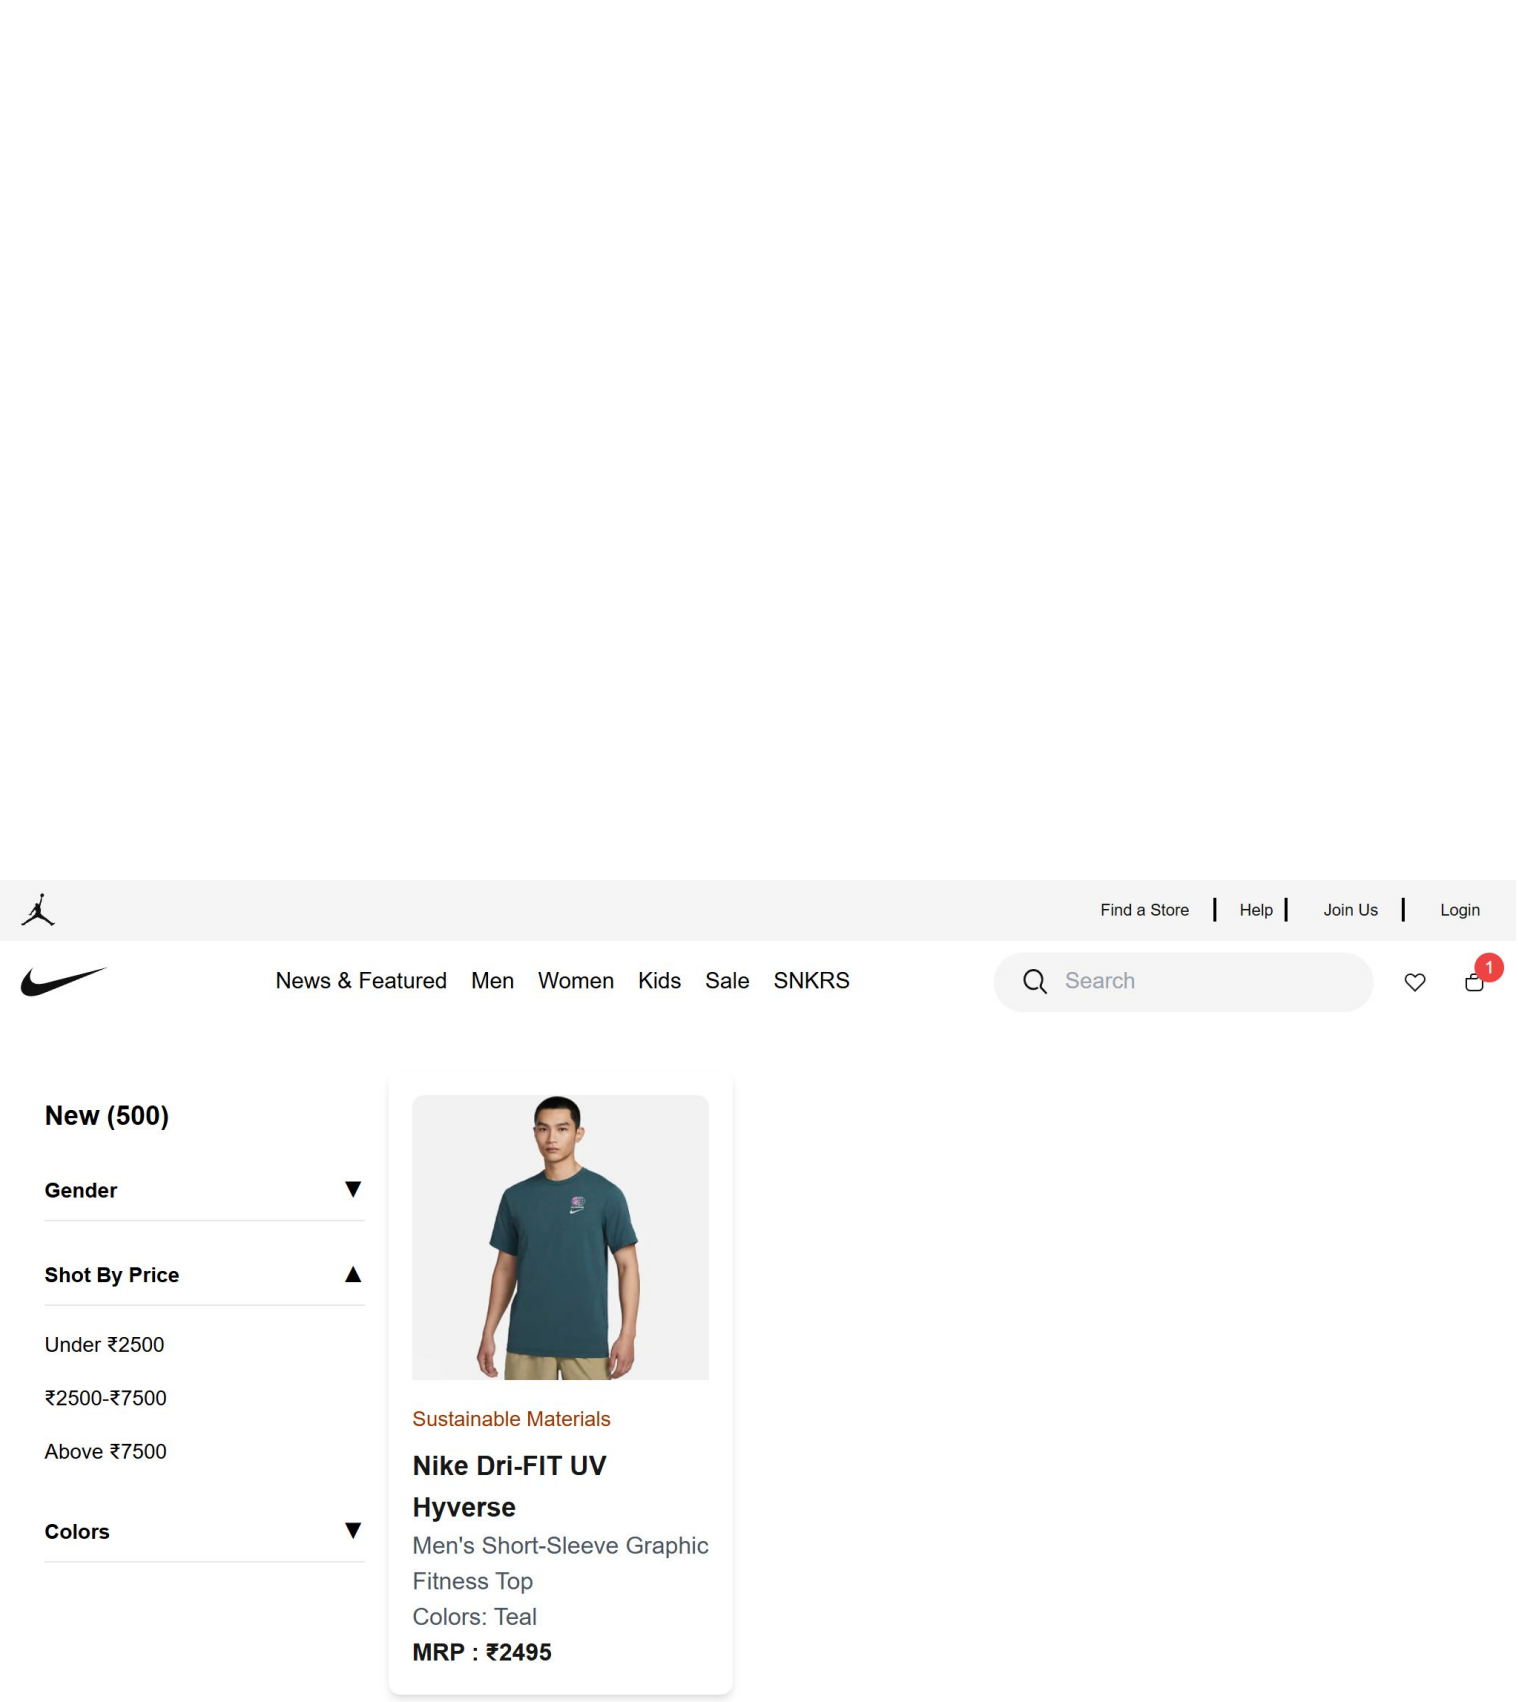 Find a Store
Help
Join Us
Login
News & Featured
Men
Women
Kids
Sale
SNKRS
Search
1
New (500)
Gender
▼
Shot By Price
▲
Under ₹2500
₹2500-₹7500
Above ₹7500
Colors
▼
Sustainable Materials
Nike Dri-FIT UV
Hyverse
Men's Short-Sleeve Graphic
Fitness Top
Colors: Teal
MRP : ₹2495